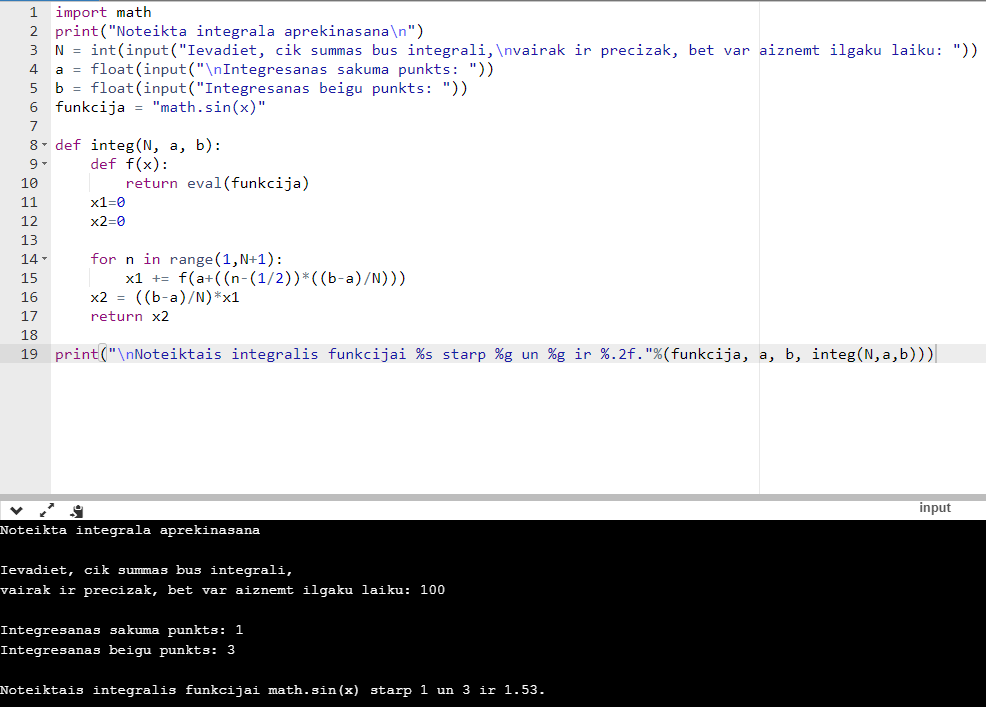 1 import math
2 print("Noteikta integrala aprekinasana\n")
3 N = int(input("Ievadiet, cik summas bus integrali,\nvairak ir precizak, bet var aiznemt ilgaku laiku: "))
4 a = float(input("\nIntegresanas sakuma punkts: "))
5 b = float(input("Integresanas beigu punkts: "))
6 funkcija = "math.sin(x)"
7
8 def integ(N, a, b):
9     def f(x):
10         return eval(funkcija)
11     x1=0
12     x2=0
13
14     for n in range(1,N+1):
15         x1 += f(a+((n-(1/2))*((b-a)/N)))
16     x2 = ((b-a)/N)*x1
17     return x2
18
19 print("\nNoteiktais integralis funkcijai %s starp %g un %g ir %.2f."%(funkcija, a, b, integ(N,a,b)))
input
Noteikta integrala aprekinasana
Ievadiet, cik summas bus integrali,
vairak ir precizak, bet var aiznemt ilgaku laiku: 100
Integresanas sakuma punkts: 1
Integresanas beigu punkts: 3
Noteiktais integralis funkcijai math.sin(x) starp 1 un 3 ir 1.53.